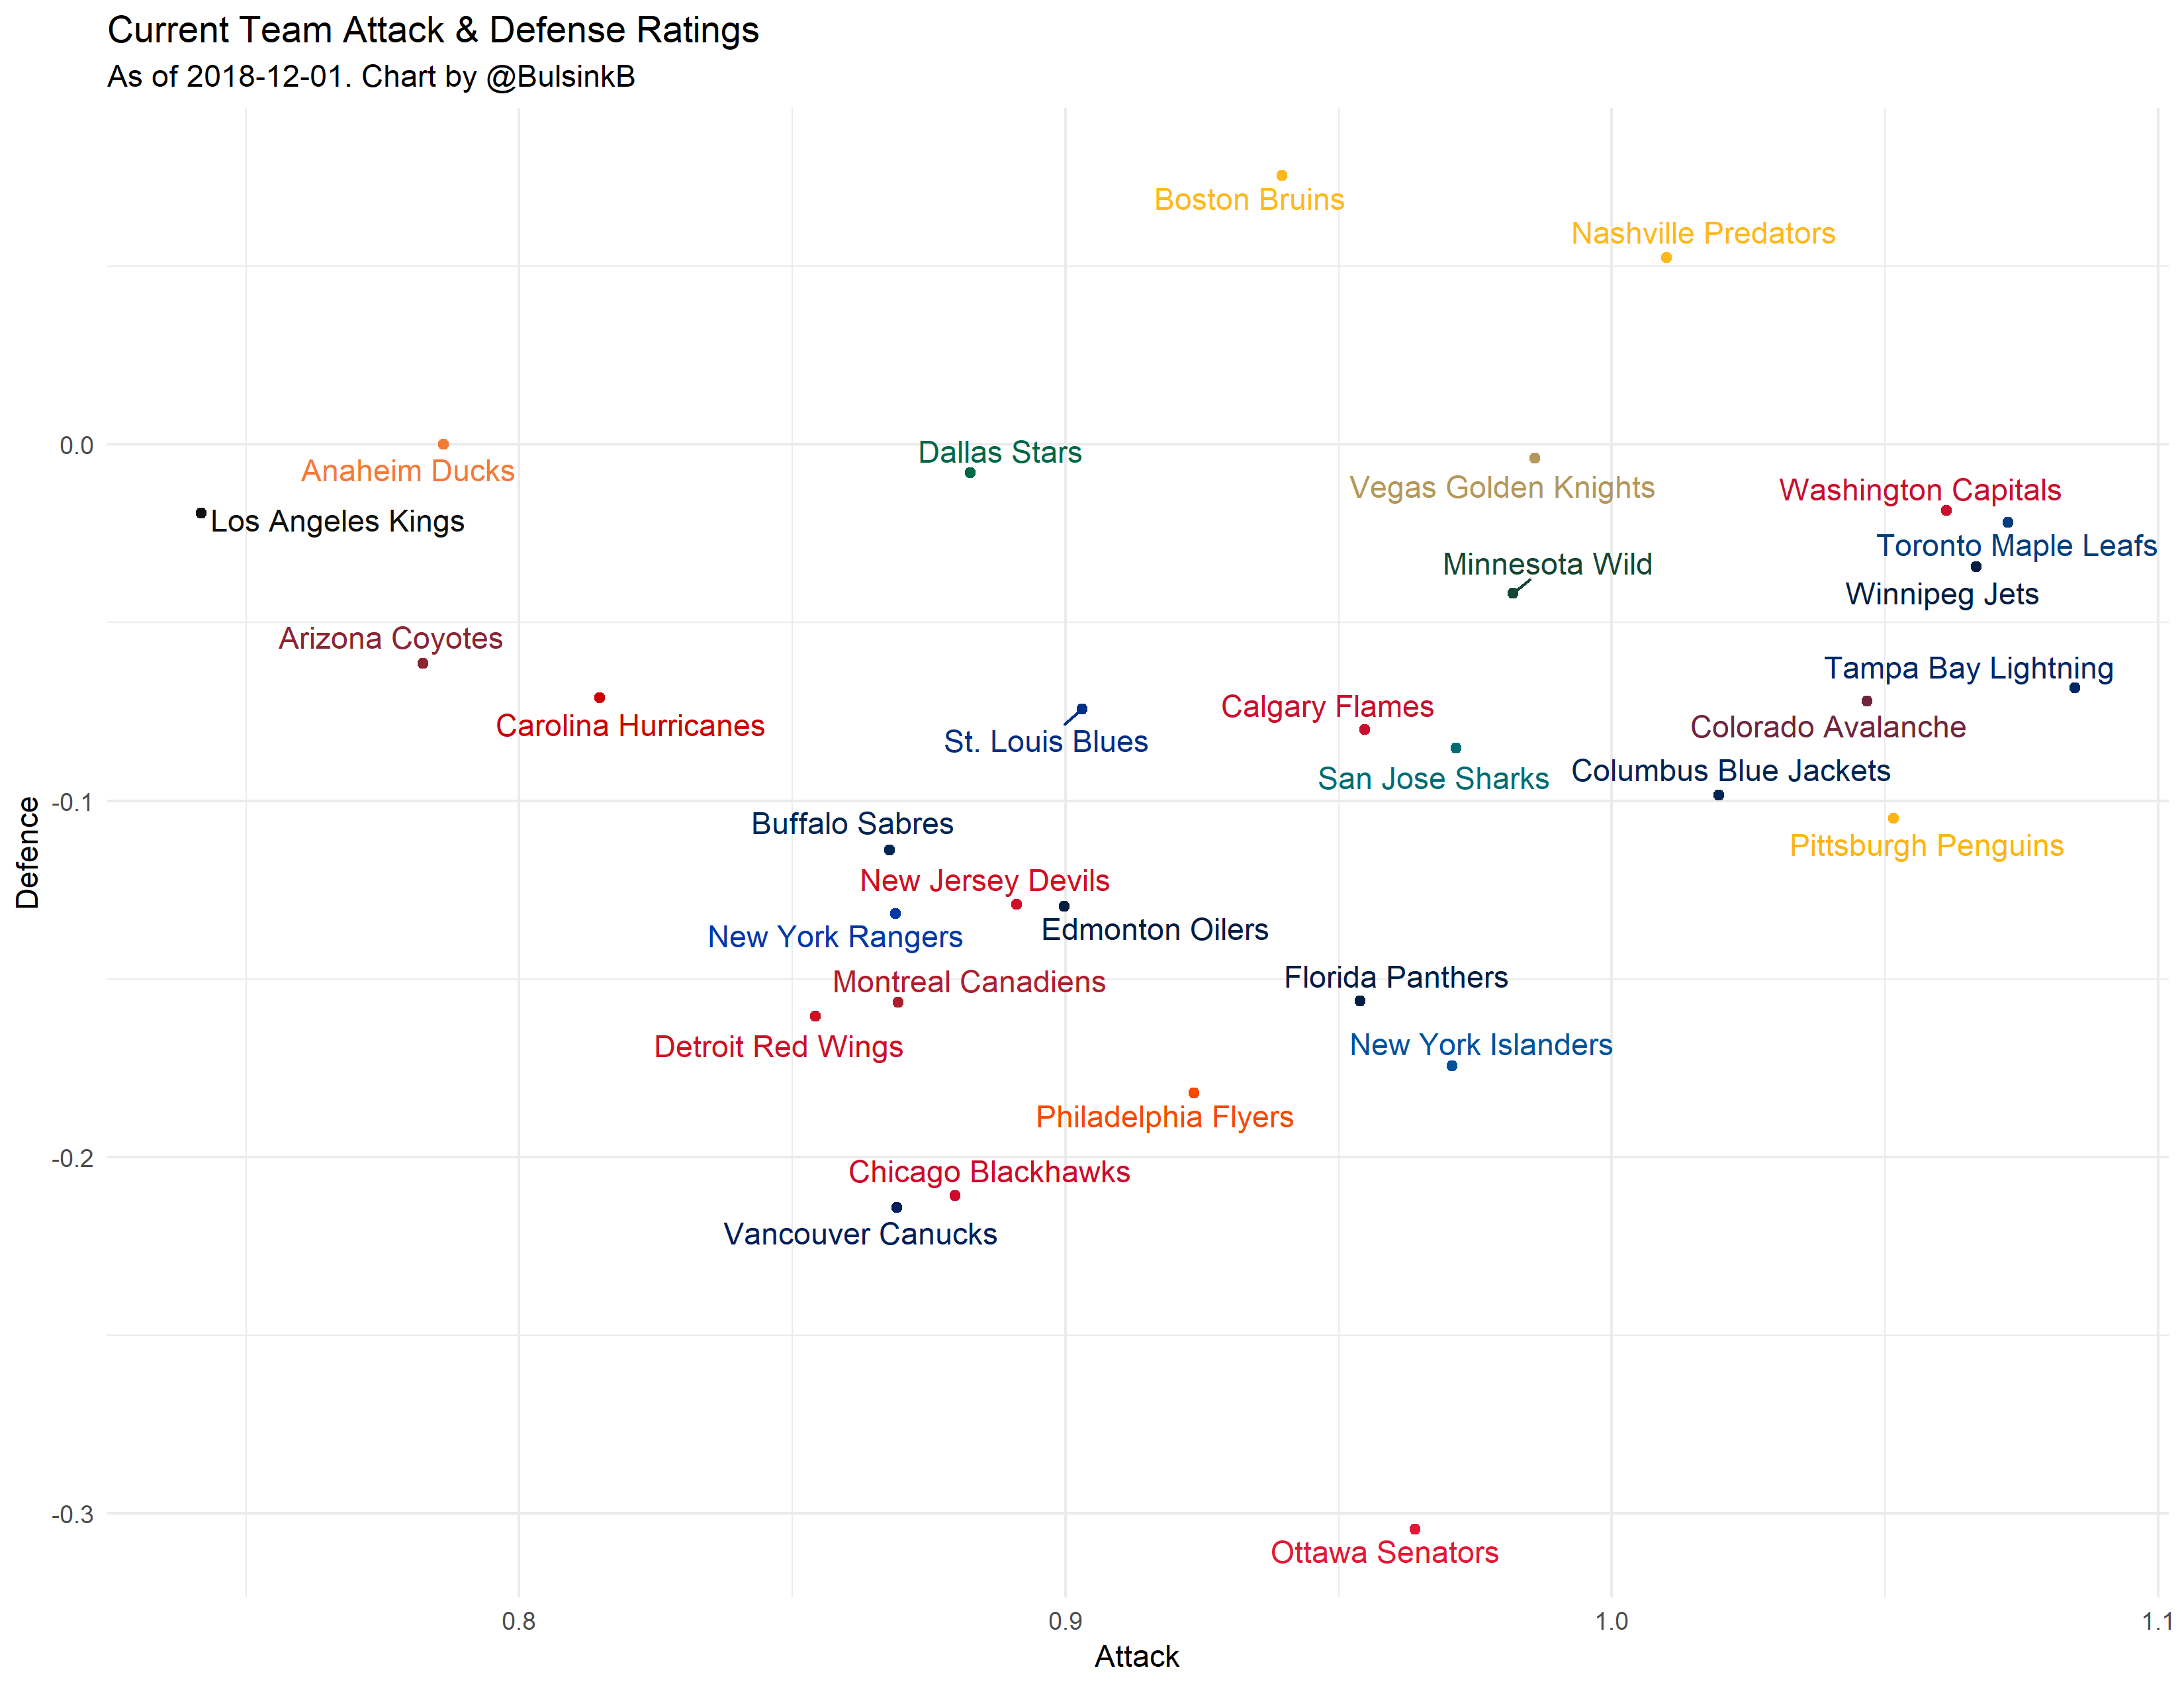 Current Team Attack & Defense Ratings
As of 2018-12-01. Chart by @BulsinkB
Boston Bruins
Nashville Predators
0.0
Dallas Stars
Anaheim Ducks
Vegas Golden Knights
Washington Capitals
Los Angeles Kings
Toronto Maple Leafs
Minnesota Wild
Winnipeg Jets
Arizona Coyotes
Tampa Bay Lightning
Calgary Flames
Carolina Hurricanes
Colorado Avalanche
St. Louis Blues
Columbus Blue Jackets
San Jose Sharks
-0.1
Buffalo Sabres
Pittsburgh Penguins
Defence
New Jersey Devils
Edmonton Oilers
New York Rangers
Florida Panthers
Montreal Canadiens
New York Islanders
Detroit Red Wings
Philadelphia Flyers
-0.2
Chicago Blackhawks
Vancouver Canucks
-0.3
Ottawa Senators
0.8
0.9
1.0
1.1
Attack